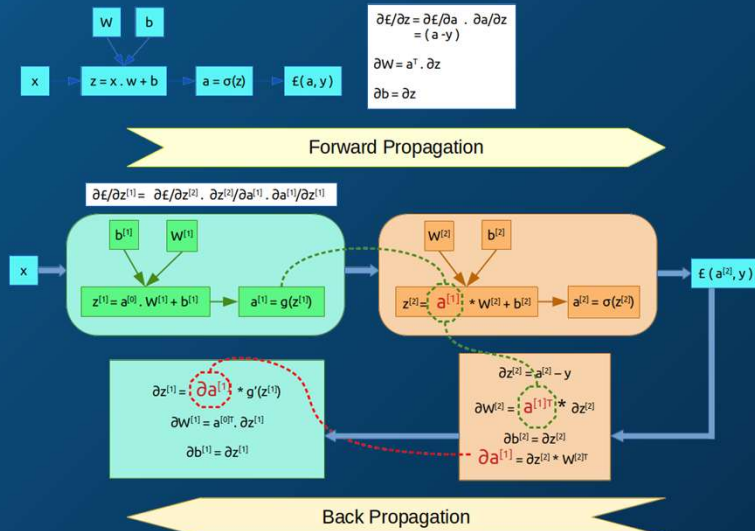 W
b
x
z = x . w + b
a = σ(z)
£( a, y )
∂£/∂z = ∂£/∂a . ∂a/∂z
= ( a -y )
∂W = aᵀ . ∂z
∂b = ∂z
Forward Propagation
∂£/∂z[1] = ∂£/∂z[2] . ∂z[2]/∂a[1] . ∂a[1]/∂z[1]
x
b[1]
W[1]
z[1] = a[0] . W[1] + b[1]
a[1] = g(z[1])
W[2]
b[2]
z[2] = a[1] * W[2] + b[2]
a[2] = σ(z[2])
£ ( a[2], y )
∂z[1] = ∂a[1 * g'(z[1])
∂W[1] = a[0]T . ∂z[1]
∂b[1] = ∂z[1]
∂z[2] = a[2] – y
∂W[2] = a[1]T * ∂z[2]
∂b[2] = ∂z[2]
∂a[1] = ∂z[2] * W[2]T
Back Propagation